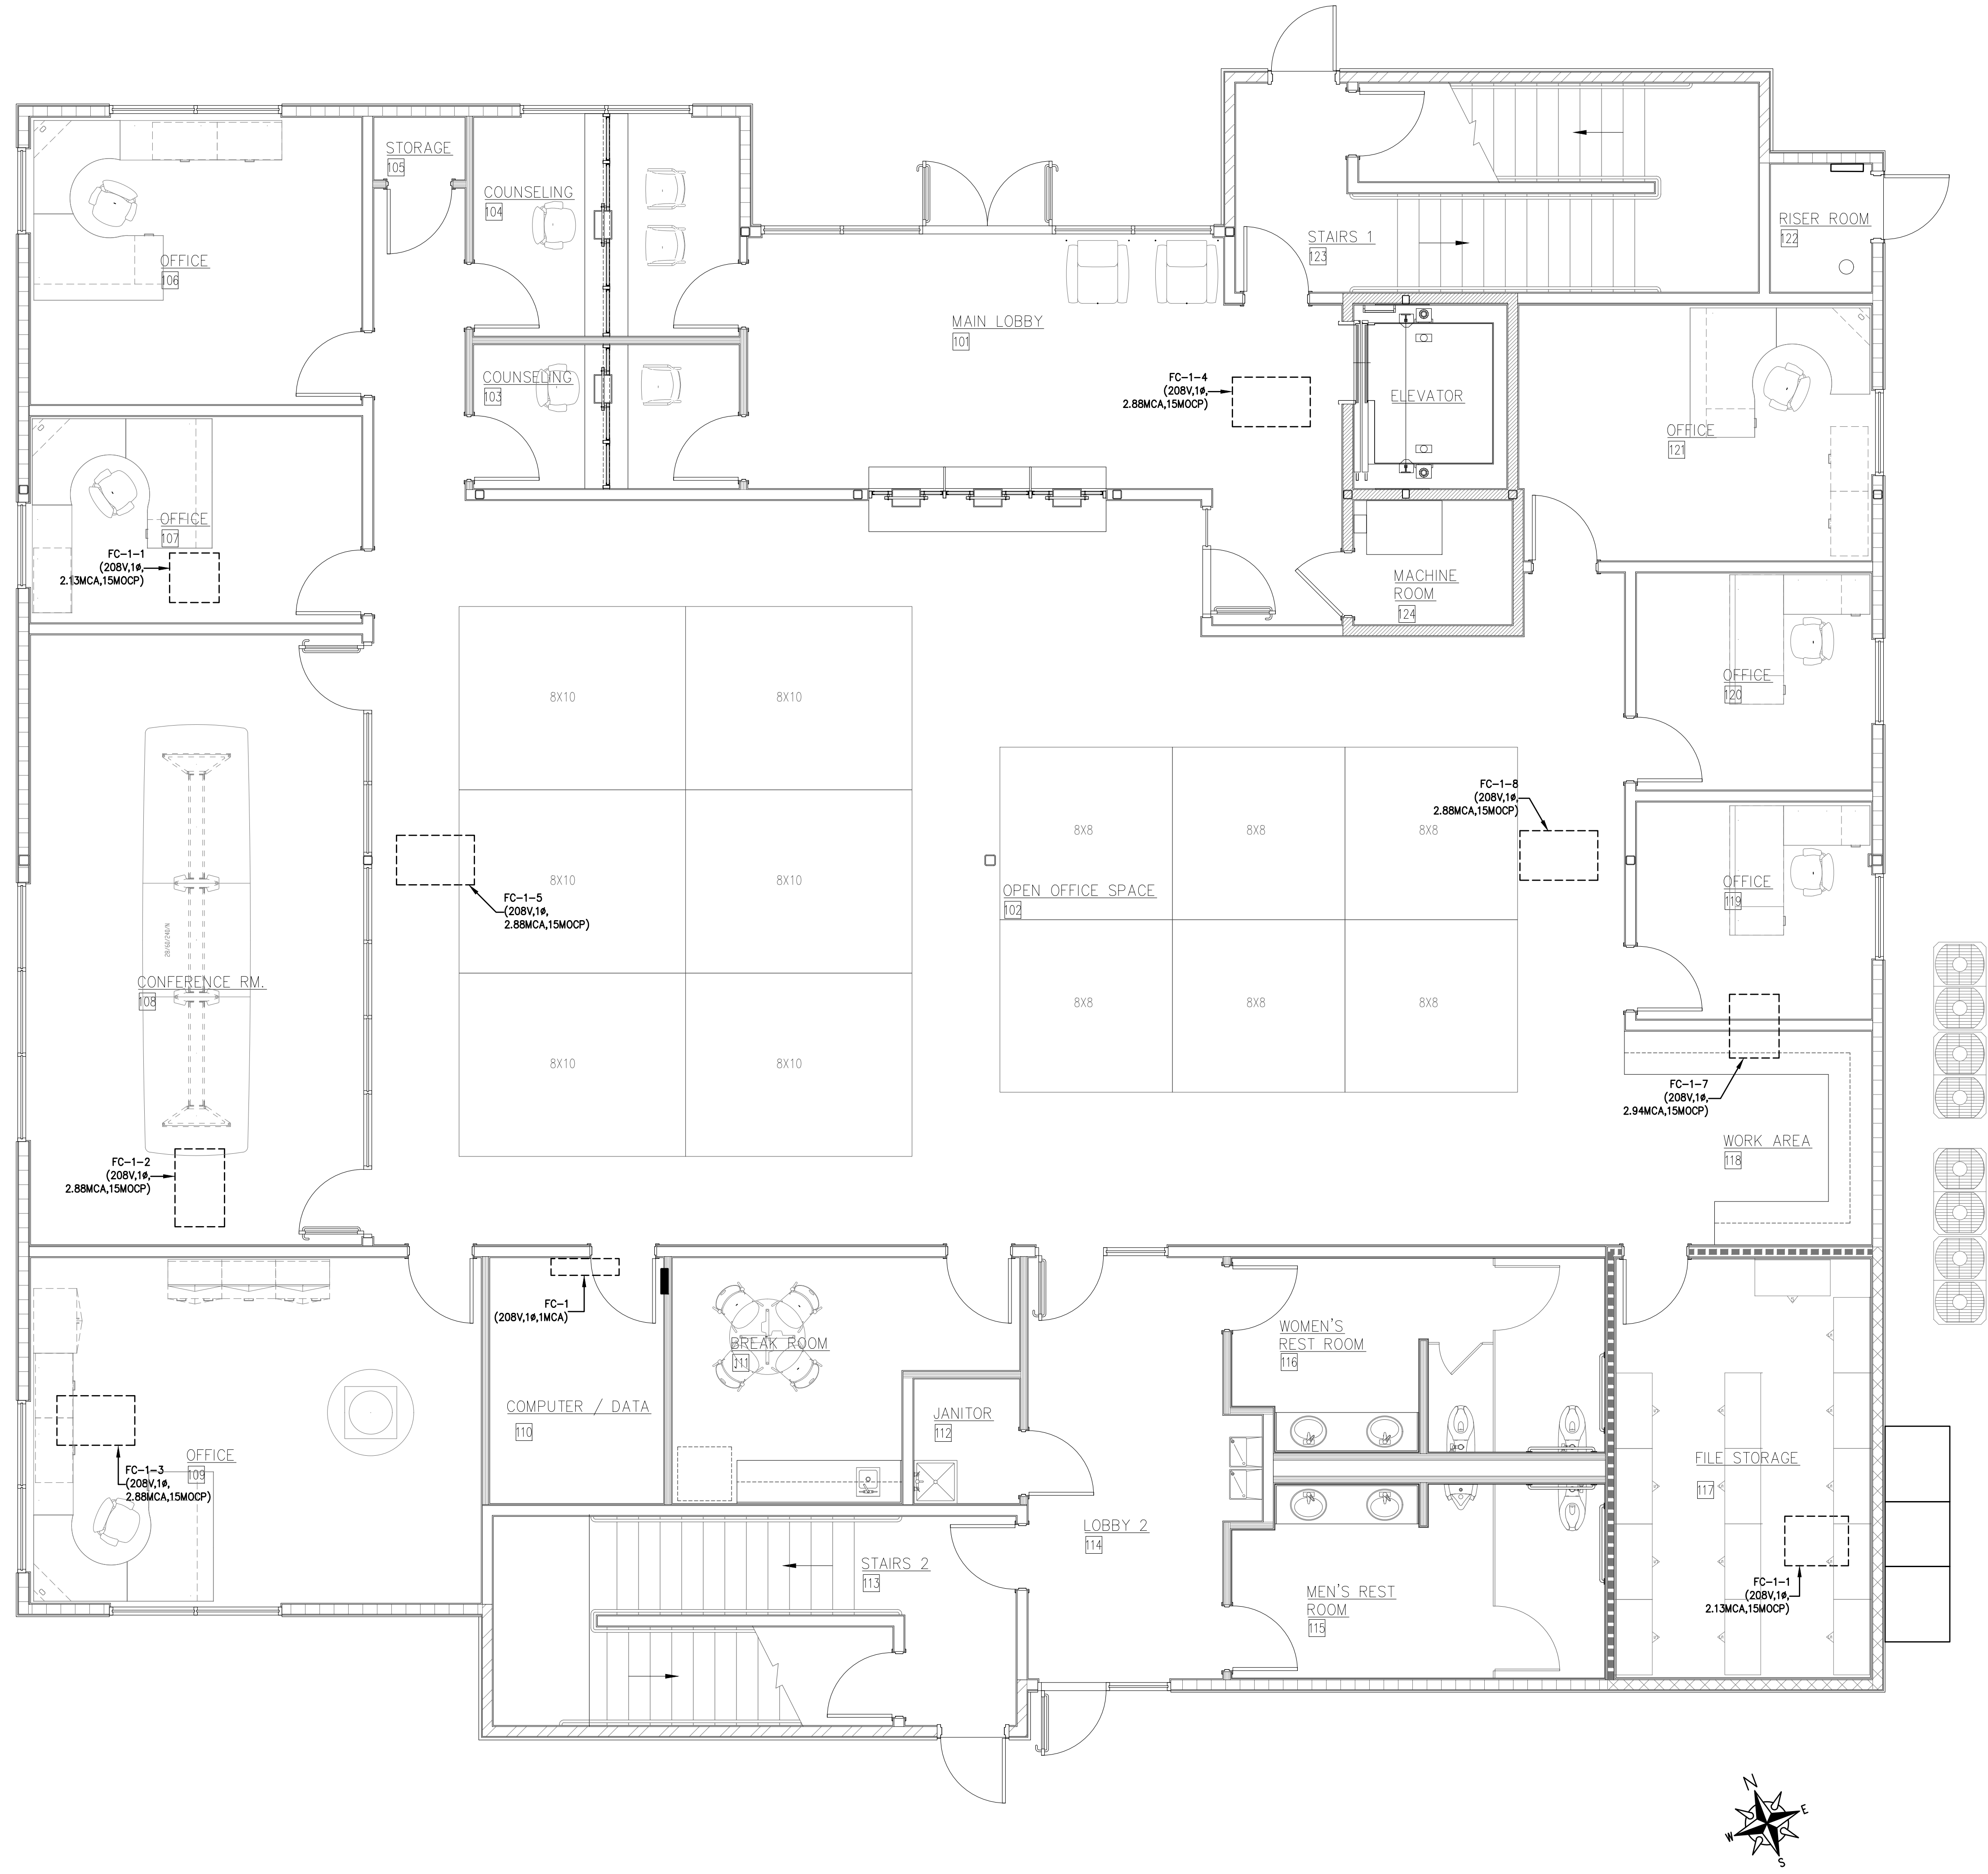 STORAGE
105
COUNSELING
104
OFFICE
106
STAIRS 1
123
RISER ROOM
122
MAIN LOBBY
101
COUNSELING
103
FC-1-4
(208V,1ø,
2.88MCA,15MOCP)
ELEVATOR
OFFICE
121
OFFICE
107
FC-1-1
(208V,1ø,
2.13MCA,15MOCP)
MACHINE
ROOM
124
8X10
8X10
OFFICE
120
FC-1-8
(208V,1ø,
2.88MCA,15MOCP)
8X8
8X8
8X8
8X10
8X10
FC-1-5
(208V,1ø,
2.88MCA,15MOCP)
OPEN OFFICE SPACE
102
OFFICE
119
CONFERENCE RM.
108
8X8
8X8
8X8
8X10
8X10
FC-1-7
(208V,1ø,
2.94MCA,15MOCP)
WORK AREA
118
FC-1-2
(208V,1ø,
2.88MCA,15MOCP)
FC-1
(208V,1ø,1MCA)
BREAK ROOM
111
WOMEN'S
REST ROOM
116
COMPUTER / DATA
110
JANITOR
112
OFFICE
109
FC-1-3
(208V,1ø,
2.88MCA,15MOCP)
FILE STORAGE
117
LOBBY 2
114
STAIRS 2
113
MEN'S REST
ROOM
115
FC-1-1
(208V,1ø,
2.13MCA,15MOCP)
N
E
W
S